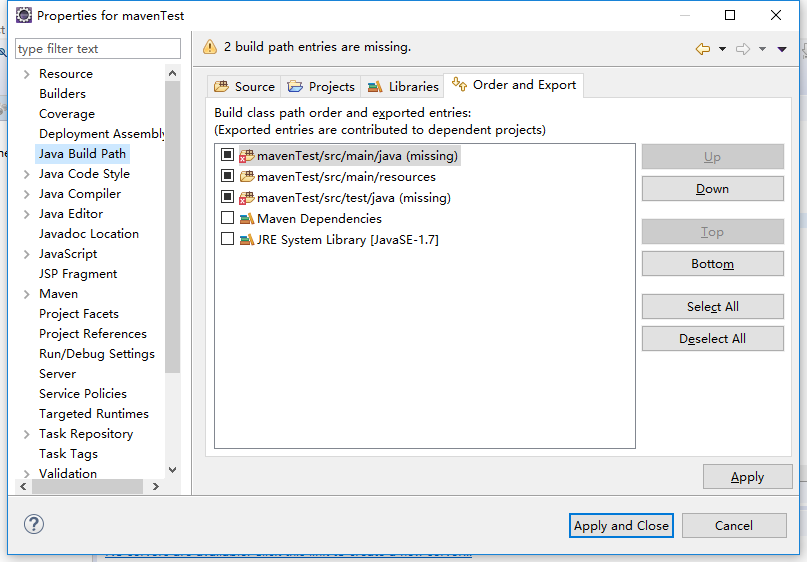 Properties for mavenTest
type filter text
Resource
Builders
Coverage
Deployment Assembly
Java Build Path
Java Code Style
Java Compiler
Java Editor
Javadoc Location
JavaScript
JSP Fragment
Maven
Project Facets
Project References
Run/Debug Settings
Server
Service Policies
Targeted Runtimes
Task Repository
Task Tags
Validation
2 build path entries are missing.
Source Projects Libraries Order and Export
Build class path order and exported entries:
(Exported entries are contributed to dependent projects)
mavenTest/src/main/java (missing)
mavenTest/src/main/resources
mavenTest/src/test/java (missing)
Maven Dependencies
JRE System Library [JavaSE-1.7]
Up
Down
Top
Bottom
Select All
Deselect All
Apply
Apply and Close
Cancel